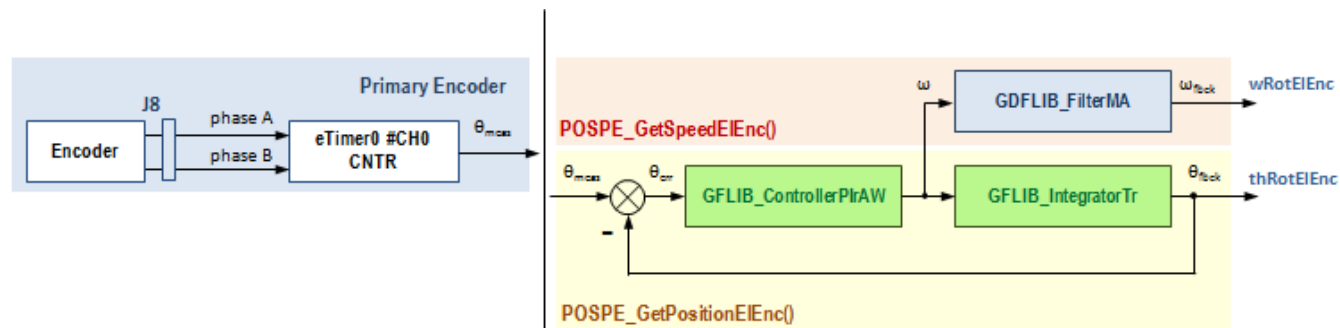 Primary Encoder
J8
phase A
phase B
Encoder
eTimer0 #CH0
CNTR
θmeas
ω
GDFLIB_FilterMA
ωfbck
wRotElEnc
POSPE_GetSpeedElEnc()
θmeas
θerr
GFLIB_ControllerPIrAW
GFLIB_IntegratorTr
θfbck
thRotElEnc
-
POSPE_GetPositionElEnc()